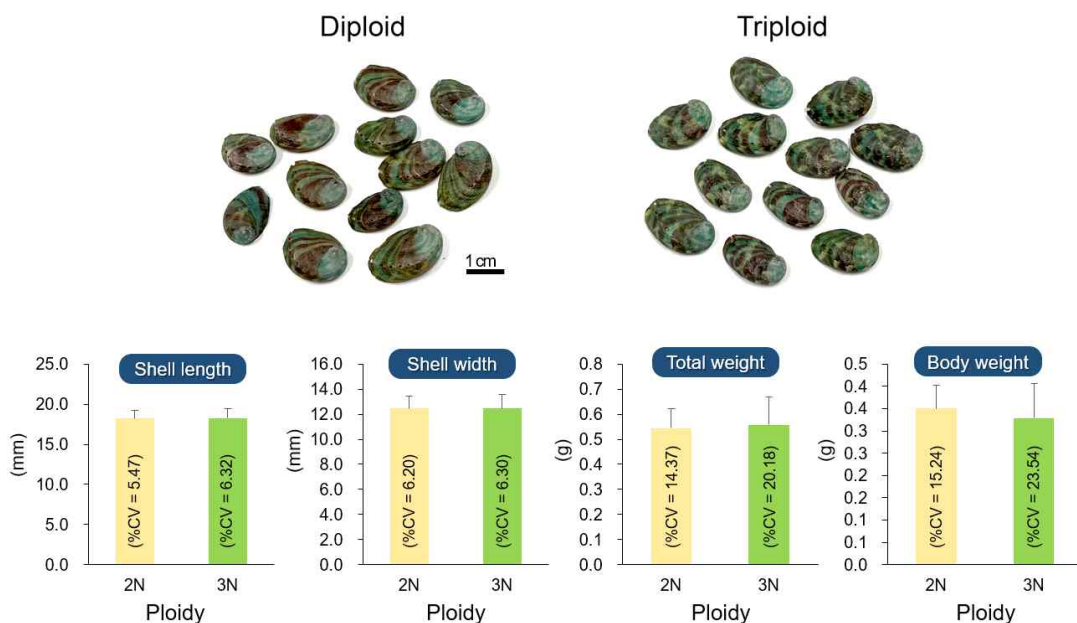 Diploid
Triploid
1 cm
Shell length
25.0
20.0
15.0
10.0
5.0
0.0
(mm)
(%CV = 5.47)
(%CV = 6.32)
2N
3N
Ploidy
Shell width
16.0
14.0
12.0
10.0
8.0
6.0
4.0
2.0
0.0
(mm)
(%CV = 6.20)
(%CV = 6.30)
2N
3N
Ploidy
Total weight
0.8
0.7
0.6
0.5
0.4
0.3
0.2
0.1
0.0
(g)
(%CV = 14.37)
(%CV = 20.18)
2N
3N
Ploidy
Body weight
0.5
0.4
0.4
0.3
0.3
0.2
0.2
0.1
0.1
0.0
(g)
(%CV = 15.24)
(%CV = 23.54)
2N
3N
Ploidy